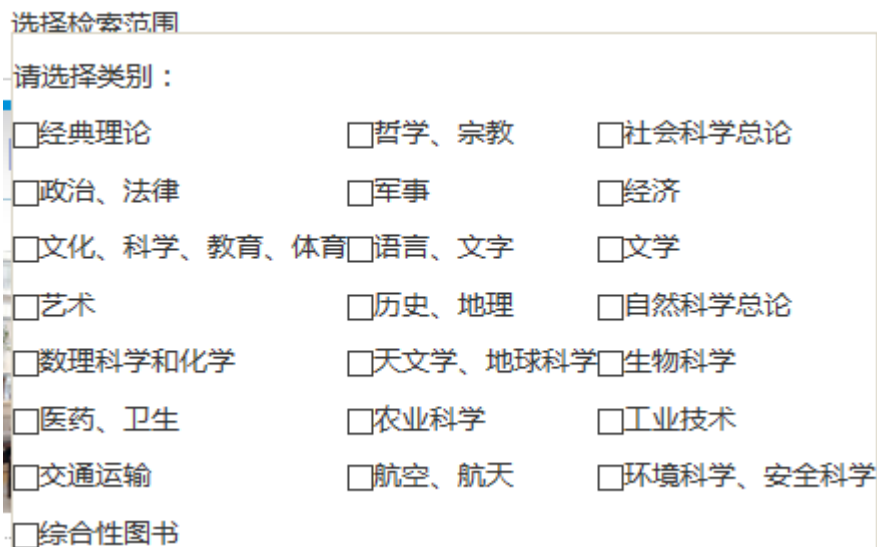 选择检索范围
请选择类别：
经典理论 哲学、宗教 社会科学总论
政治、法律 军事 经济
文化、科学、教育、体育 语言、文字 文学
艺术 历史、地理 自然科学总论
数理科学和化学 天文学、地球科学 生物科学
医药、卫生 农业科学 工业技术
交通运输 航空、航天 环境科学、安全科学
综合性图书